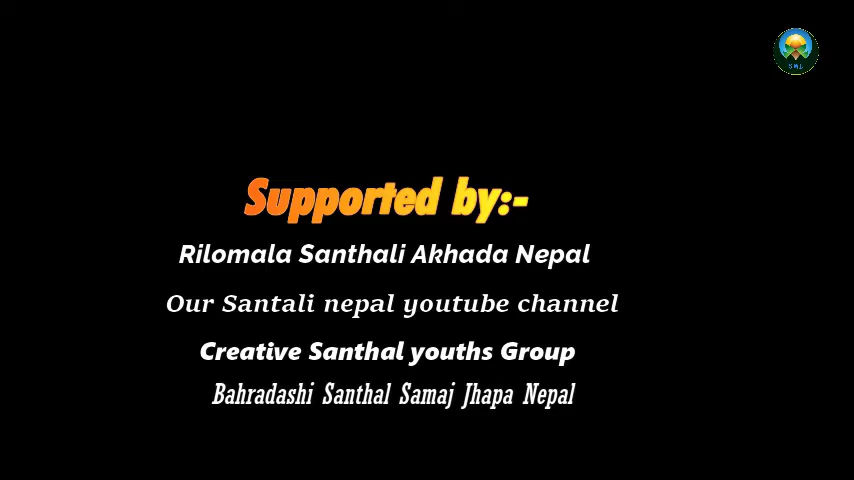 SML
Supported by:-
Rilomala Santhali Akhada Nepal
Our Santali nepal youtube channel
Creative Santhal youths Group
Bahradashi Santhal Samaj Jhapa Nepal